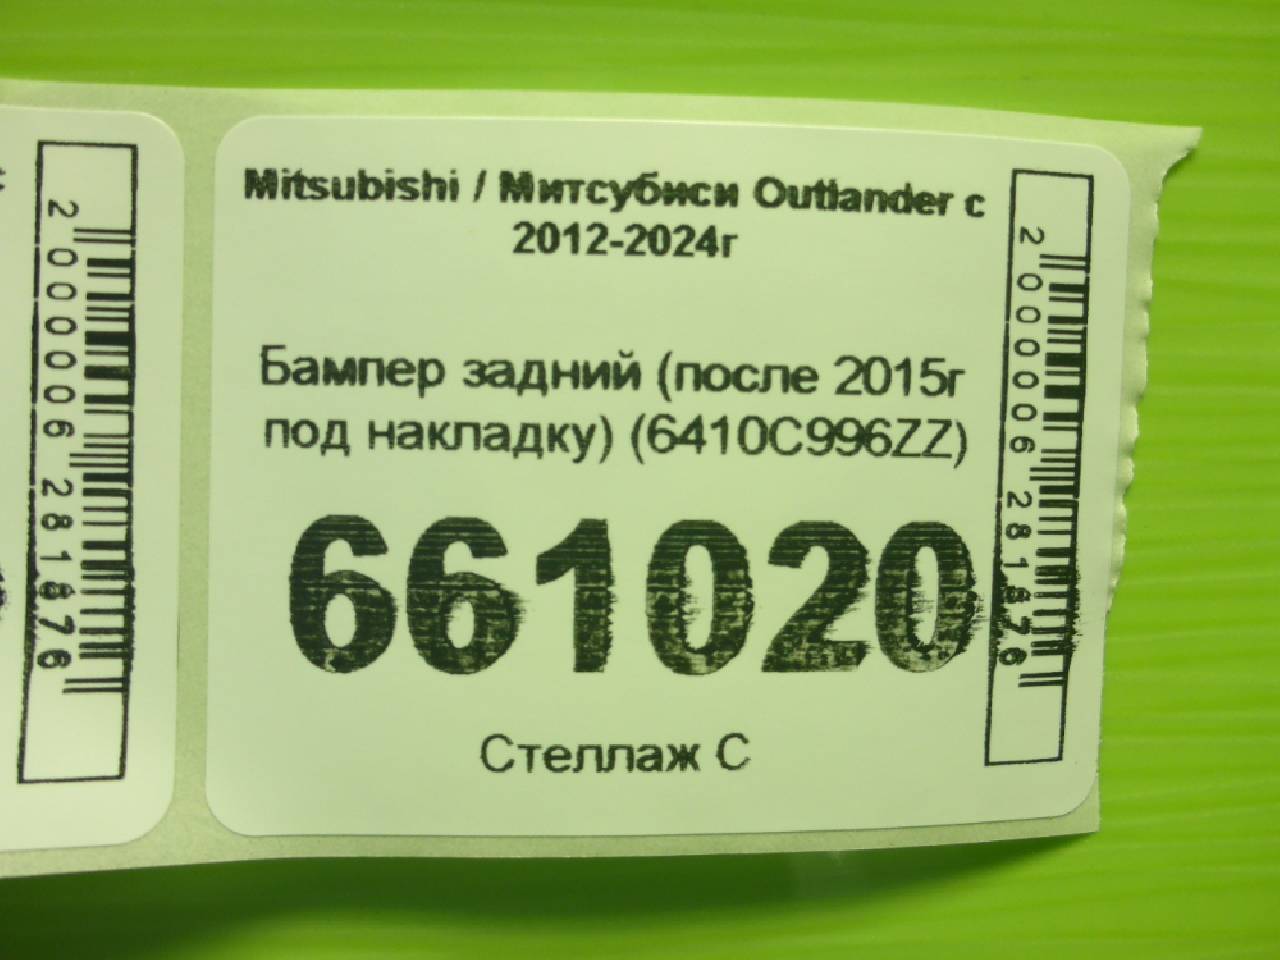 2000006281876
Mitsubishi / Митсубиси Outlander с
2012-2024г
Бампер задний (после 2015г
под накладку) (6410C996ZZ)
661020
Стеллаж С
2000006281876